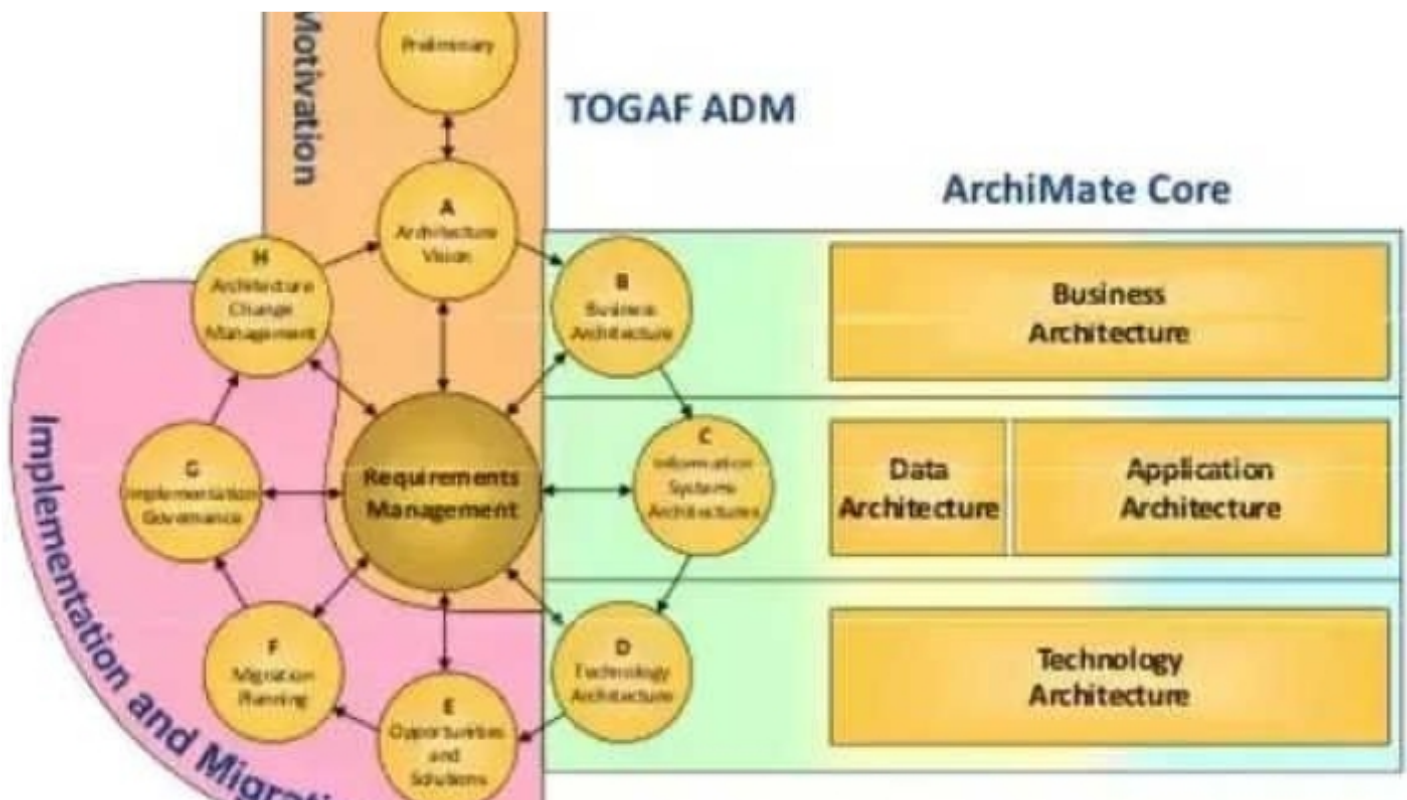 Motivation
Preliminary
TOGAF ADM
ArchiMate Core
A
Architecture
Vision
H
Architecture
Change
Management
B
Business
Architecture
Business
Architecture
G
Implementation
Governance
Requirements
Management
C
Information
Systems
Architectures
Data
Architecture
Application
Architecture
F
Migration
Planning
E
Opportunities
and
Solutions
D
Technology
Architecture
Technology
Architecture
Implementation and Migrati